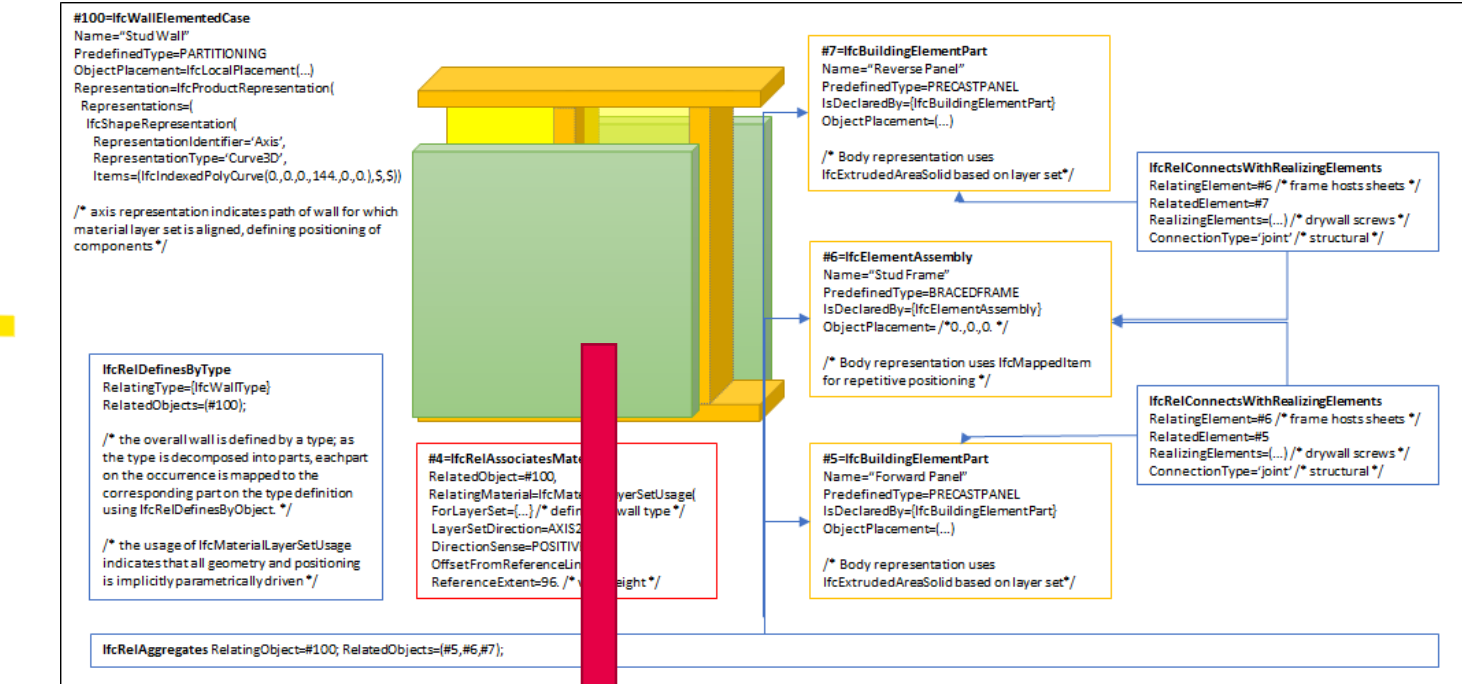 #100=IfcWallElementedCase
Name="Stud Wall"
PredefinedType=PARTITIONING
ObjectPlacement=IfcLocalPlacement(...)
Representation=IfcProductRepresentation(
Representations=(
IfcShapeRepresentation(
RepresentationIdentifier='Axis',
RepresentationType='Curve3D',
Items=(IfcIndexedPolyCurve(0.,0.,0.,144.,0.,0.),$,$))
/* axis representation indicates path of wall for which
material layer set is aligned, defining positioning of
components */
IfcRelDefinesByType
RelatingType={IfcWallType}
RelatedObjects=(#100);
/* the overall wall is defined by a type; as
the type is decomposed into parts, eachpart
on the occurrence is mapped to the
corresponding part on the type definition
using IfcRelDefinesByObject. */
/* the usage of IfcMaterialLayerSetUsage
indicates that all geometry and positioning
is implicitly parametrically driven */
#4=IfcRelAssociatesMate
RelatedObject=#100,
RelatingMaterial=IfcMa yerSetUsage(
ForLayerSet={...} /* defin wall type */
LayerSetDirection=AXIS2
DirectionSense=POSITIV
OffsetFromReferenceLin
ReferenceExtent=96. /* eight */
#7=IfcBuildingElementPart
Name="Reverse Panel"
PredefinedType=PRECASTPANEL
IsDeclaredBy={IfcBuildingElementPart}
ObjectPlacement=(...)
/* Body representation uses
IfcExtrudedAreaSolid based on layer set*/
#6=IfcElementAssembly
Name="Stud Frame"
PredefinedType=BRACEDFRAME
IsDeclaredBy={IfcElementAssembly}
ObjectPlacement= /*0.,0.,0. */
/* Body representation uses IfcMappedItem
for repetitive positioning */
#5=IfcBuildingElementPart
Name="Forward Panel"
PredefinedType=PRECASTPANEL
IsDeclaredBy={IfcBuildingElementPart}
ObjectPlacement=(...)
/* Body representation uses
IfcExtrudedAreaSolid based on layer set*/
IfcRelConnectsWithRealizingElements
RelatingElement=#6 /* frame hosts sheets */
RelatedElement=#7
RealizingElements=(...) /* drywall screws */
ConnectionType='joint' /* structural */
IfcRelConnectsWithRealizingElements
RelatingElement=#6 /* frame hosts sheets */
RelatedElement=#5
RealizingElements=(...) /* drywall screws */
ConnectionType='joint' /* structural */
IfcRelAggregates RelatingObject=#100; RelatedObjects=(#5,#6,#7);